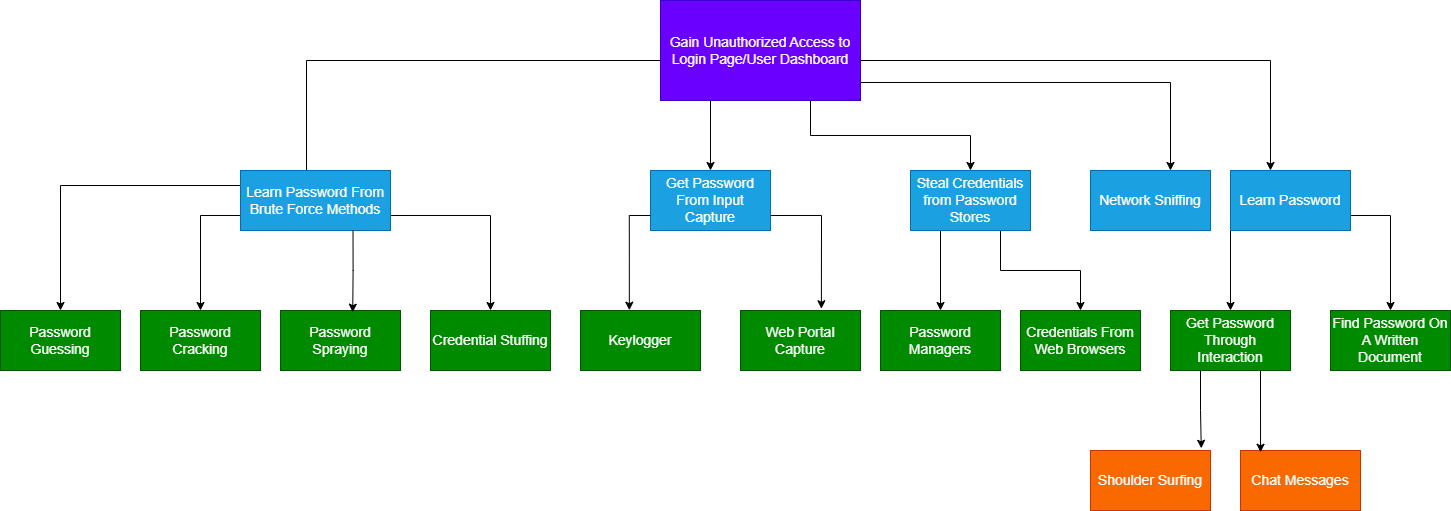 Gain Unauthorized Access to
Login Page/User Dashboard
Learn Password From
Brute Force Methods
Get Password
From Input
Capture
Steal Credentials
from Password
Stores
Network Sniffing
Learn Password
Password
Guessing
Password
Cracking
Password
Spraying
Credential Stuffing
Keylogger
Web Portal
Capture
Password
Managers
Credentials From
Web Browsers
Get Password
Through
Interaction
Find Password On
A Written
Document
Shoulder Surfing
Chat Messages